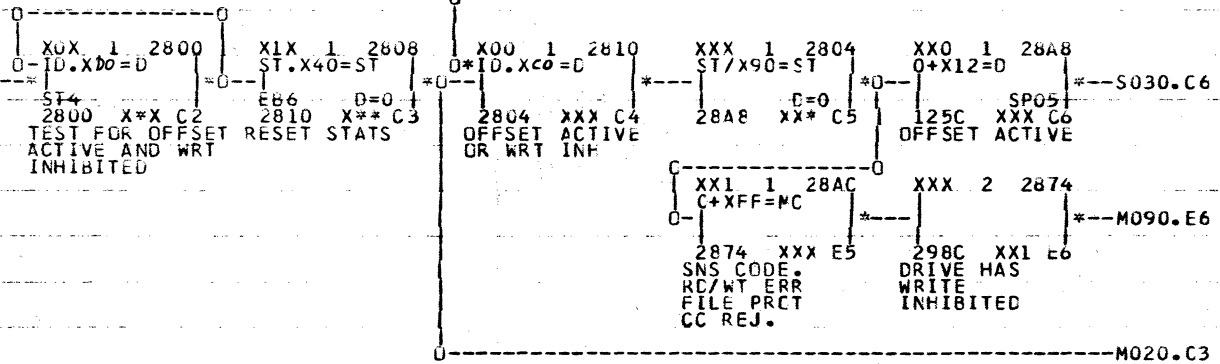 X0X 1 2800
ID.XD0=D
ST4
2800 X*X C2
TEST FOR OFFSET
ACTIVE AND WRT
INHIBITED
X1X 1 2808
ST.X40=ST
EB6 D=0
2810 X** C3
RESET STATS
X00 1 2810
ID.XC0=D
2804 XXX C4
OFFSET ACTIVE
OR WRT INH
XXX 1 2804
ST/X90=ST
D=0
28A8 XX* C5
XX0 1 28A8
0+X12=D
SP05
125C XXX C6
OFFSET ACTIVE
*--S030.C6
XX1 1 28AC
C+XFF=MC
2874 XXX E5
SNS CODE.
RD/WT ERR
FILE PRCT
CC REJ.
XXX 2 2874
298C XX1 E6
DRIVE HAS
WRITE
INHIBITED
*--M090.E6
M020.C3